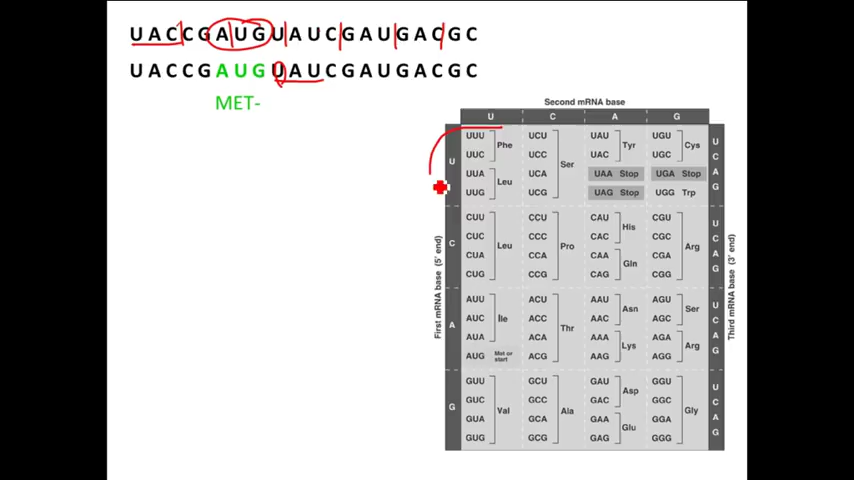 U A C C G A U G U A U C G A U G A C G C
U A C C G A U G U A U C G A U G A C G C
MET-
Second mRNA base
U C A G
First mRNA base (5' end)
Third mRNA base (3' end)
U
UUU UUC Phe
UUA UUG Leu
UCU UCC UCA UCG Ser
UAU UAC Tyr
UAA Stop
UAG Stop
UGU UGC Cys
UGA Stop
UGG Trp
U C A G
C
CUU CUC CUA CUG Leu
CCU CCC CCA CCG Pro
CAU CAC His
CAA CAG Gln
CGU CGC CGA CGG Arg
U C A G
A
AUU AUC AUA Ile
AUG Met or start
ACU ACC ACA ACG Thr
AAU AAC Asn
AAA AAG Lys
AGU AGC Ser
AGA AGG Arg
U C A G
G
GUU GUC GUA GUG Val
GCU GCC GCA GCG Ala
GAU GAC Asp
GAA GAG Glu
GGU GGC GGA GGG Gly
U C A G